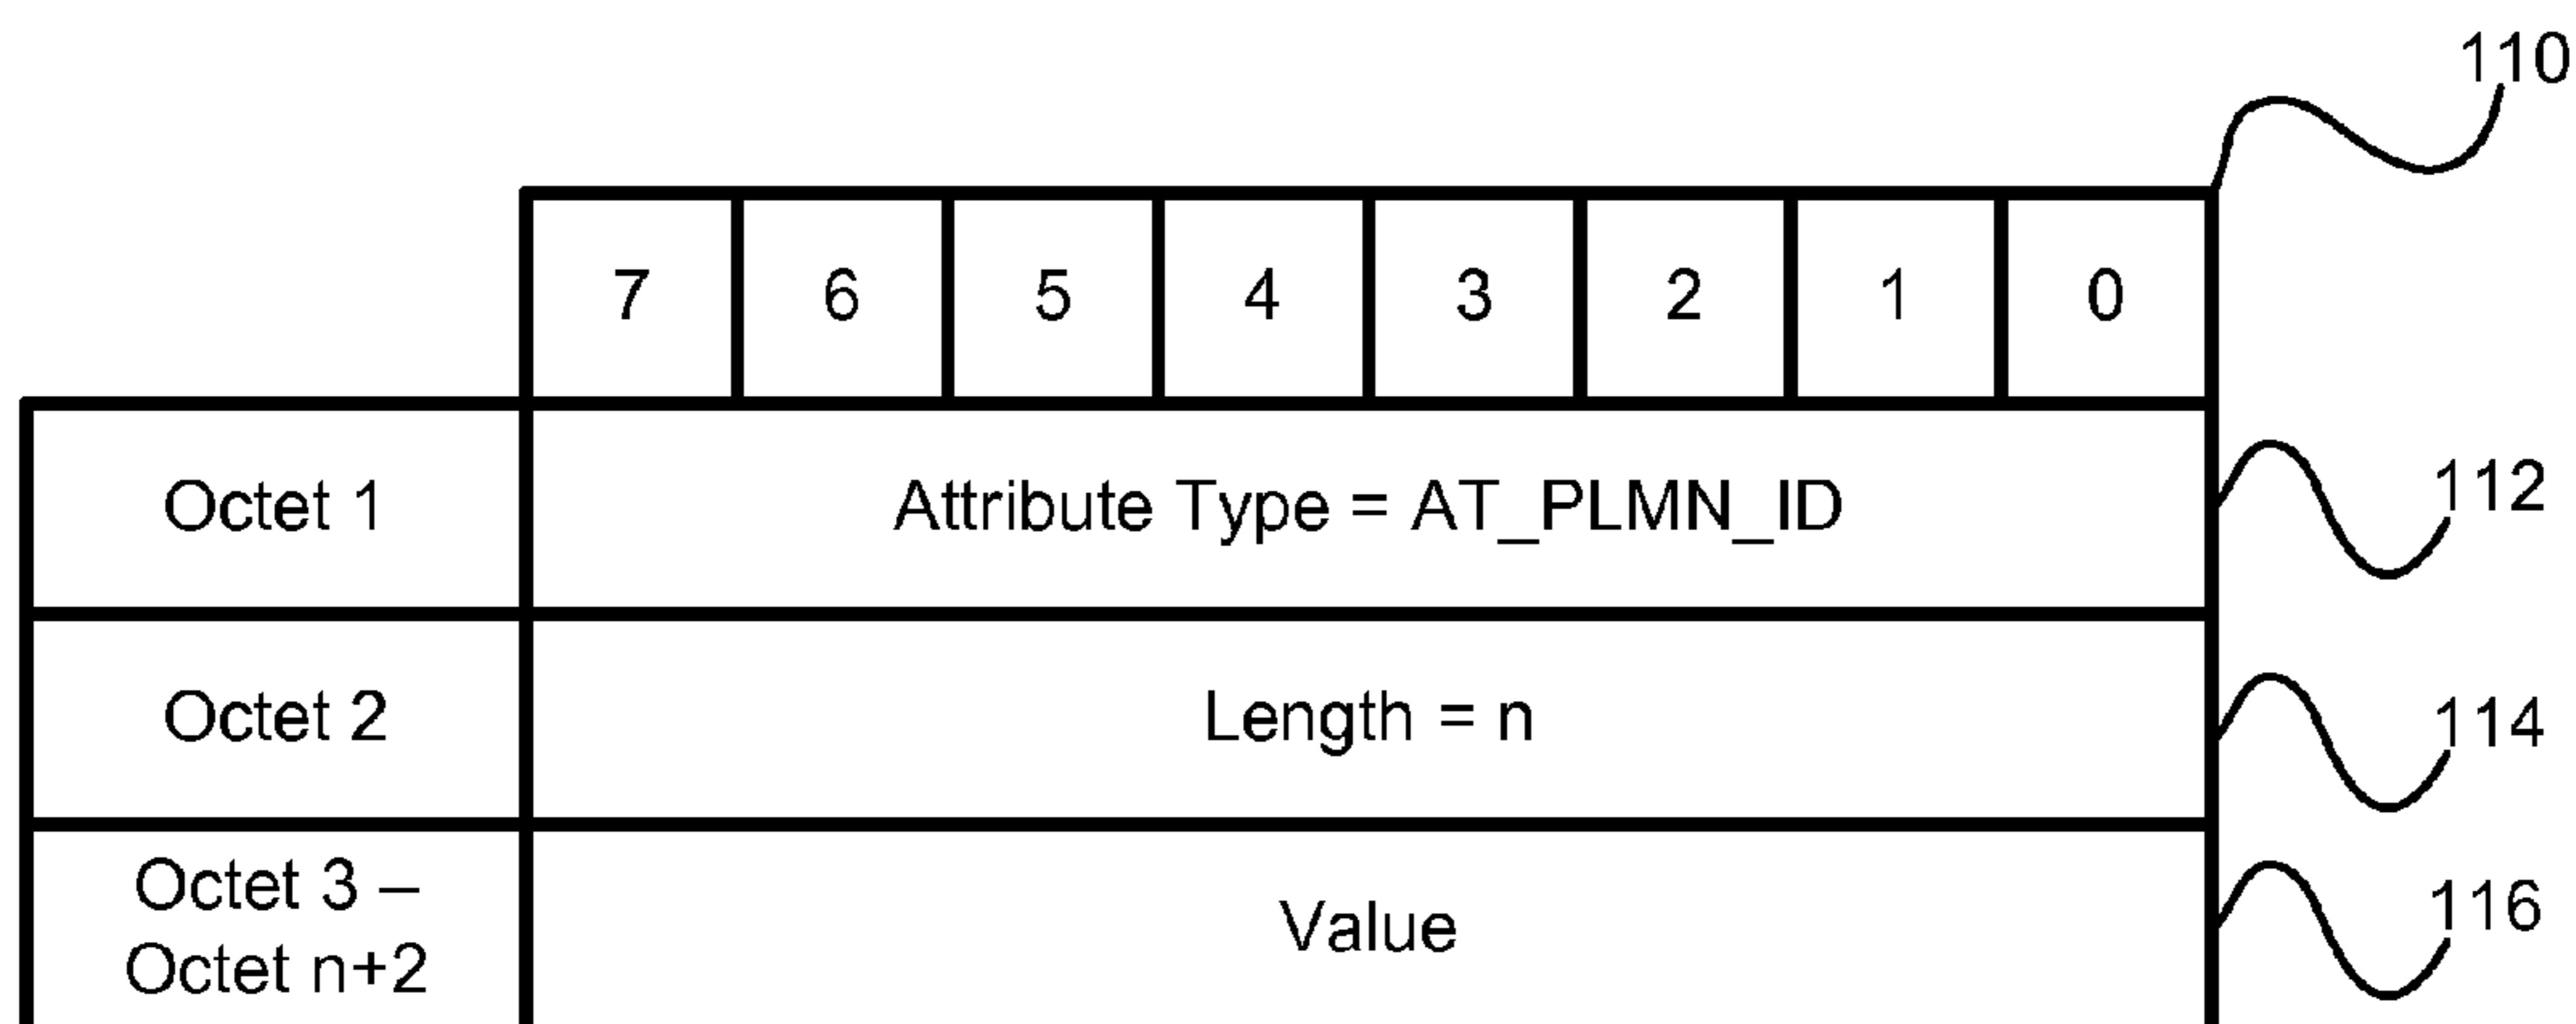 110
7 6 5 4 3 2 1 0
Octet 1 Attribute Type = AT_PLMN_ID 112
Octet 2 Length = n 114
Octet 3 –
Octet n+2
Value 116